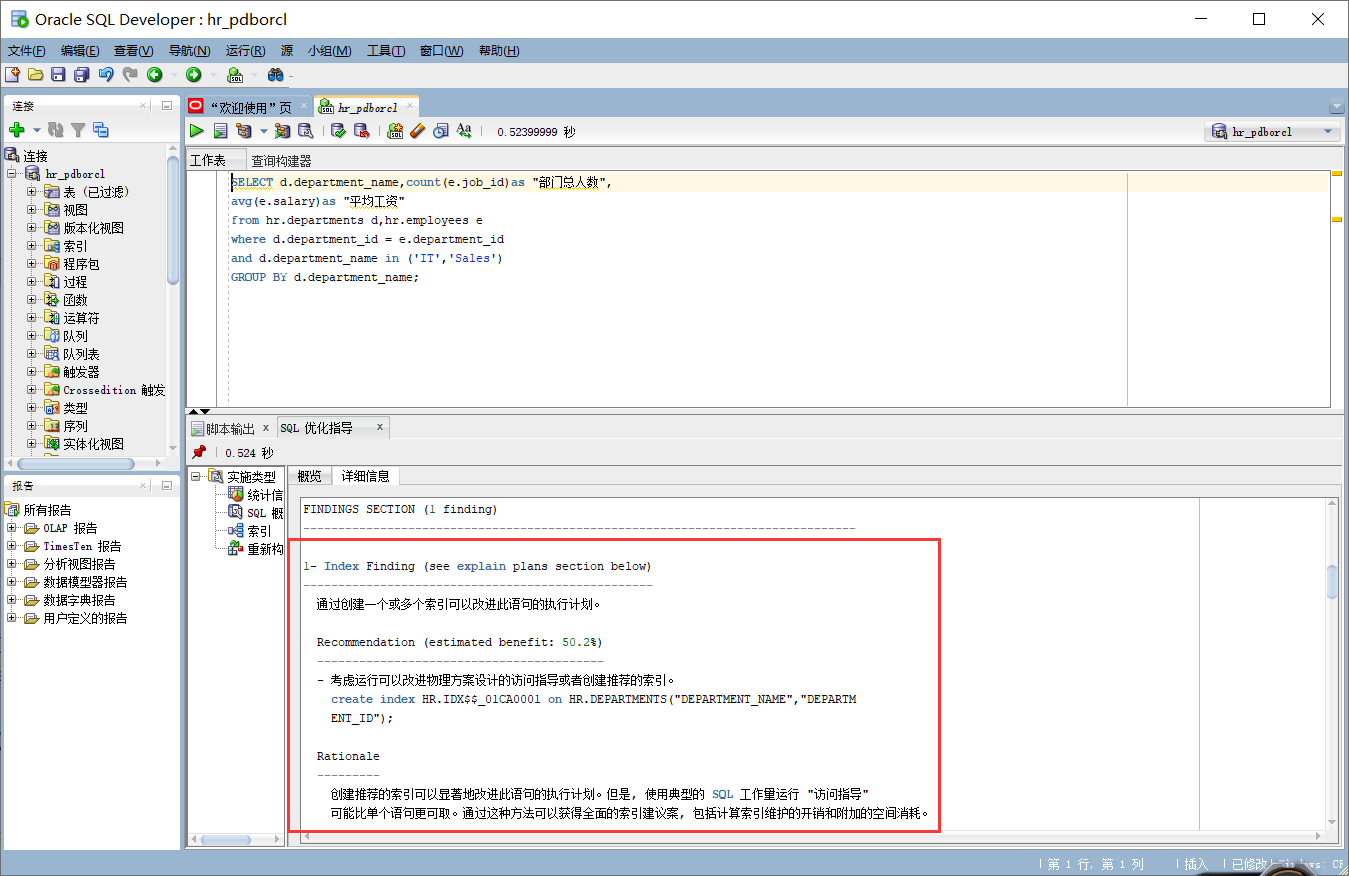 Oracle SQL Developer : hr_pdborcl
文件(F) 编辑(E) 查看(V) 导航(N) 运行(R) 源 小组(M) 工具(T) 窗口(W) 帮助(H)
连接
“欢迎使用”页
hr_pdborcl
0.52399999 秒
hr_pdborcl
工作表
查询构建器
连接
hr_pdborcl
表 (已过滤)
视图
版本化视图
索引
程序包
过程
函数
运算符
队列
队列表
触发器
Crossedition 触发
类型
序列
实体化视图
SELECT d.department_name,count(e.job_id)as "部门总人数",
avg(e.salary)as "平均工资"
from hr.departments d,hr.employees e
where d.department_id = e.department_id
and d.department_name in ('IT','Sales')
GROUP BY d.department_name;
脚本输出 x
SQL 优化指导 x
0.524 秒
报告
所有报告
OLAP 报告
TimesTen 报告
分析视图报告
数据模型器报告
数据字典报告
用户定义的报告
实施类型
统计信
SQL 概
索引
重新构
概览
详细信息
FINDINGS SECTION (1 finding)
-------------------------------------------------------------------------------
1- Index Finding (see explain plans section below)
--------------------------------------------------
通过创建一个或多个索引可以改进此语句的执行计划。
Recommendation (estimated benefit: 50.2%)
-----------------------------------------
- 考虑运行可以改进物理方案设计的访问指导或者创建推荐的索引。
create index HR.IDX$$_01CA0001 on HR.DEPARTMENTS("DEPARTMENT_NAME","DEPARTM
ENT_ID");
Rationale
---------
创建推荐的索引可以显著地改进此语句的执行计划。但是, 使用典型的 SQL 工作量运行 "访问指导"
可能比单个语句更可取。通过这种方法可以获得全面的索引建议案, 包括计算索引维护的开销和附加的空间消耗。
第 1 行, 第 1 列
插入
已修改